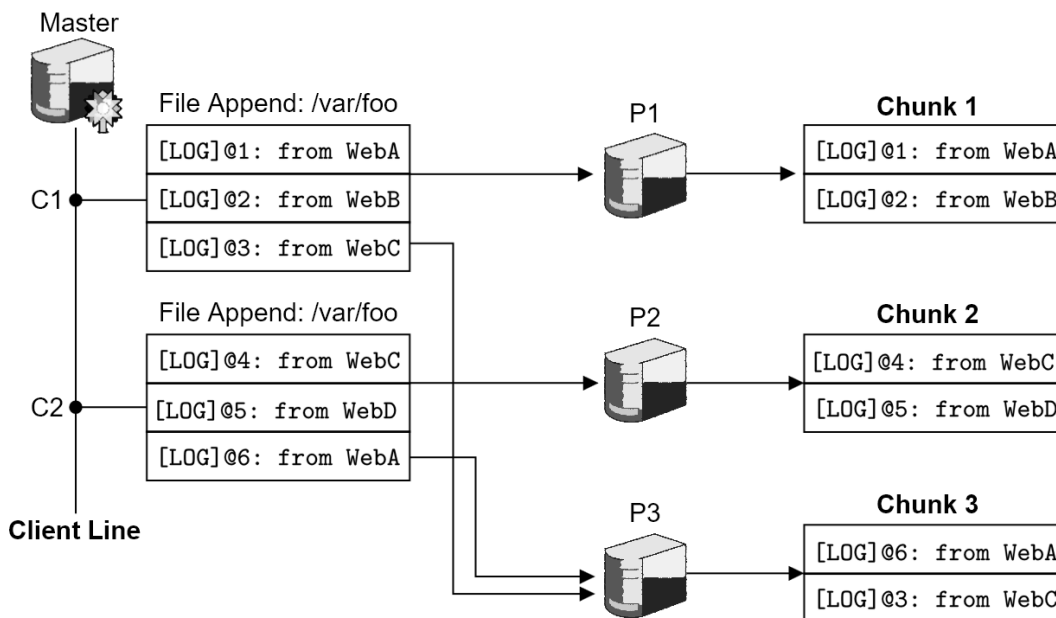 Master
File Append: /var/foo
P1
Chunk 1
[LOG]@1: from WebA
[LOG]@1: from WebA
C1
[LOG]@2: from WebB
[LOG]@2: from WebB
[LOG]@3: from WebC
File Append: /var/foo
P2
Chunk 2
[LOG]@4: from WebC
[LOG]@4: from WebC
C2
[LOG]@5: from WebD
[LOG]@5: from WebD
[LOG]@6: from WebA
Client Line
P3
Chunk 3
[LOG]@6: from WebA
[LOG]@3: from WebC